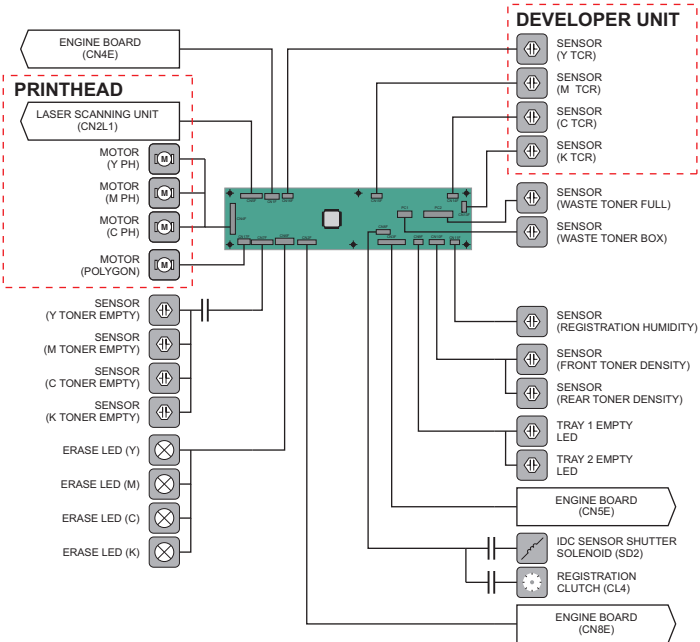 DEVELOPER UNIT
ENGINE BOARD
(CN4E)
SENSOR
(Y TCR)
SENSOR
(M TCR)
SENSOR
(C TCR)
SENSOR
(K TCR)
PRINTHEAD
LASER SCANNING UNIT
(CN2L1)
MOTOR
(Y PH)
MOTOR
(M PH)
MOTOR
(C PH)
MOTOR
(POLYGON)
M
M
M
M
PC1
PC2
SENSOR
(WASTE TONER FULL)
SENSOR
(WASTE TONER BOX)
SENSOR
(Y TONER EMPTY)
SENSOR
(M TONER EMPTY)
SENSOR
(C TONER EMPTY)
SENSOR
(K TONER EMPTY)
ERASE LED (Y)
ERASE LED (M)
ERASE LED (C)
ERASE LED (K)
SENSOR
(REGISTRATION HUMIDITY)
SENSOR
(FRONT TONER DENSITY)
SENSOR
(REAR TONER DENSITY)
TRAY 1 EMPTY
LED
TRAY 2 EMPTY
LED
ENGINE BOARD
(CN5E)
IDC SENSOR SHUTTER
SOLENOID (SD2)
REGISTRATION
CLUTCH (CL4)
ENGINE BOARD
(CN8E)